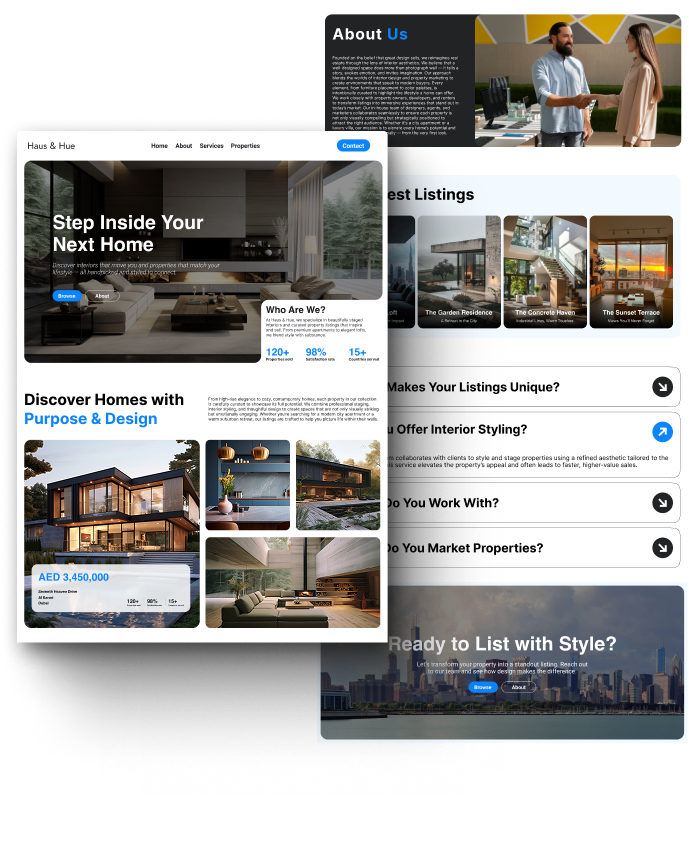 About Us
Founded on the belief that great design sells, we reimagines real
estate through the lens of interior aesthetics. We believe that a
well-designed space does more than photograph well — it tells a
story, evokes emotion, and invites imagination. Our approach
Merely the worlds of interior design and property marketing to
create environments that speak to modern buyers. Every
element, from furniture placement to color palettes, is
intentionally curated to highlight the lifestyle a home can offer.
We work closely with property owners, developers, and renters
to transform listings into immersive experiences that stand out in
today's market. Our in-house team of designers, agents, and
marketers collaborates seamlessly to ensure each property is
not only visually compelling but strategically positioned to
attract the right audience. Whether it's a city apartment or a
luxury villa, our mission is to elevate every home's potential and
— from the very first look.
Haus & Hue
Home About Services Properties
Contact
Step Inside Your
Next Home
Discover interiors that move you and properties that match your
lifestyle — all handpicked and styled to connect.
Browse About
Who Are We?
At Haus & Hue, we specialize in beautifully staged
interiors and curated property listings that inspire
and sell. From premium apartments to elegant lofts,
we blend style with substance.
120+ 98% 15+
Properties sold Satisfaction rate Countries served
Discover Homes with
Purpose & Design
From high-rise elegance to cozy, contemporary homes, each property in our collection
is carefully curated to showcase its full potential. We combine professional staging,
interior styling, and thoughtful design to create spaces that are not only visually striking
but emotionally engaging. Whether you're searching for a modern city apartment or a
warm suburban retreat, our listings are crafted to help you picture life within their walls.
AED 3,450,000
Seventh Heaven Drive
Al Barari
Dubai
120+ 98% 15+
est Listings
Loft
The Garden Residence
A Retreat in the City
The Concrete Haven
Industrial Lines, Warm Touches
The Sunset Terrace
Views You'll Never Forget
Makes Your Listings Unique?
u Offer Interior Styling?
m collaborates with clients to style and stage properties using a refined aesthetic tailored to the
is service elevates the property's appeal and often leads to faster, higher-value sales.
Do You Work With?
Do You Market Properties?
Ready to List with Style?
Let's transform your property into a standout listing. Reach out
to our team and see how design makes the difference.
Browse About